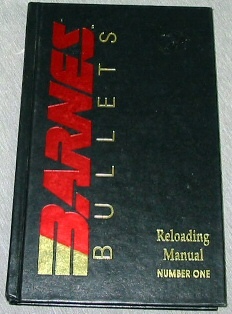 BARNES
BULLETS
Reloading
Manual
NUMBER ONE